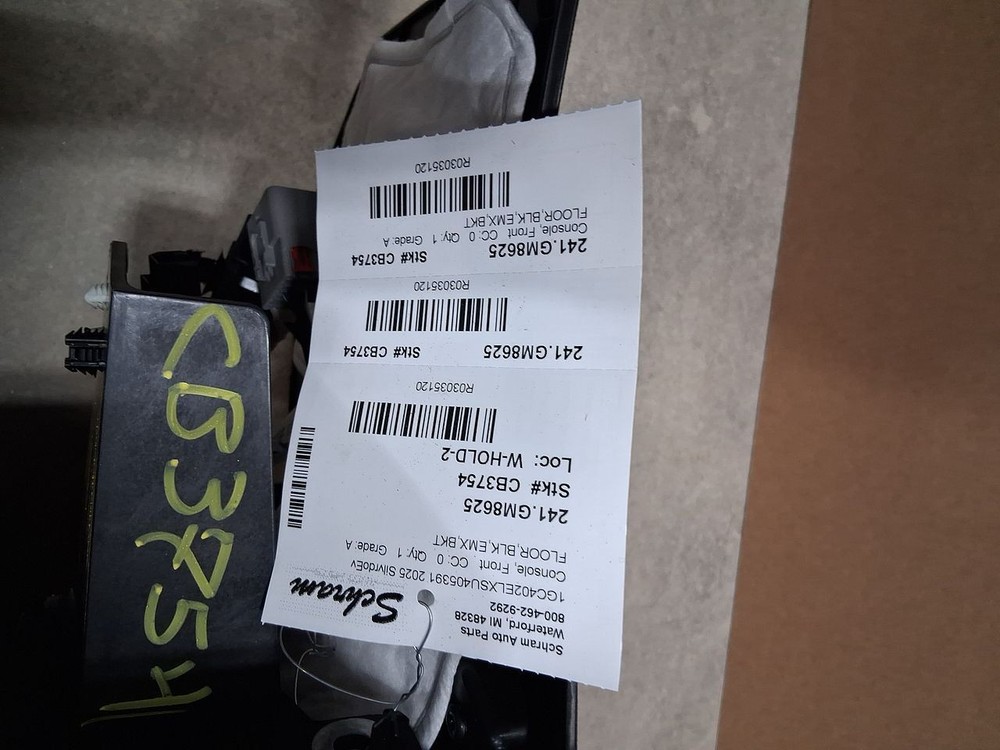 Schram
Schram Auto Parts
Waterford, MI 48328
800-462-9292
1GC402ELXSU405391 2025 SilvrdoEv
Console, Front CC: 0 Qty: 1 Grade: A
FLOOR,BLK,EMX,BKT
241.GM8625
Stk# CB3754
Loc: W-HOLD-2
R03035120
241.GM8625 Stk# CB3754
R03035120
241.GM8625 Stk# CB3754
Console, Front CC: 0 Qty: 1 Grade: A
FLOOR,BLK,EMX,BKT
R03035120
CB3754